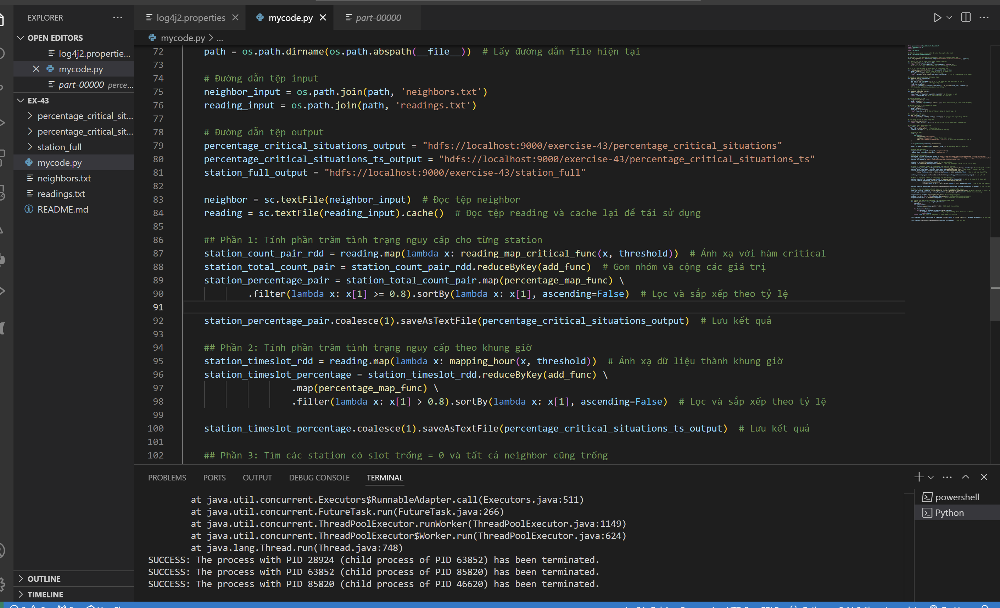 EXPLORER
OPEN EDITORS
log4j2.propertie...
mycode.py
part-00000 perce...
EX-43
percentage_critical_sit...
percentage_critical_sit...
station_full
mycode.py
neighbors.txt
readings.txt
README.md
OUTLINE
TIMELINE
log4j2.properties
mycode.py
part-00000
mycode.py > ...
72 path = os.path.dirname(os.path.abspath(__file__)) # Lấy đường dẫn file hiện tại
73
74 # Đường dẫn tệp input
75 neighbor_input = os.path.join(path, 'neighbors.txt')
76 reading_input = os.path.join(path, 'readings.txt')
77
78 # Đường dẫn tệp output
79 percentage_critical_situations_output = "hdfs://localhost:9000/exercise-43/percentage_critical_situations"
80 percentage_critical_situations_ts_output = "hdfs://localhost:9000/exercise-43/percentage_critical_situations_ts"
81 station_full_output = "hdfs://localhost:9000/exercise-43/station_full"
82
83 neighbor = sc.textFile(neighbor_input) # Đọc tệp neighbor
84 reading = sc.textFile(reading_input).cache() # Đọc tệp reading và cache lại để tái sử dụng
85
86 ## Phần 1: Tính phần trăm tình trạng nguy cấp cho từng station
87 station_count_pair_rdd = reading.map(lambda x: reading_map_critical_func(x, threshold)) # Ánh xạ với hàm critical
88 station_total_count_pair = station_count_pair_rdd.reduceByKey(add_func) # Gom nhóm và cộng các giá trị
89 station_percentage_pair = station_total_count_pair.map(percentage_map_func) \
90 .filter(lambda x: x[1] >= 0.8).sortBy(lambda x: x[1], ascending=False) # Lọc và sắp xếp theo tỷ lệ
91
92 station_percentage_pair.coalesce(1).saveAsTextFile(percentage_critical_situations_output) # Lưu kết quả
93
94 ## Phần 2: Tính phần trăm tình trạng nguy cấp theo khung giờ
95 station_timeslot_rdd = reading.map(lambda x: mapping_hour(x, threshold)) # Ánh xạ dữ liệu thành khung giờ
96 station_timeslot_percentage = station_timeslot_rdd.reduceByKey(add_func) \
97 .map(percentage_map_func) \
98 .filter(lambda x: x[1] > 0.8).sortBy(lambda x: x[1], ascending=False) # Lọc và sắp xếp theo tỷ lệ
99
100 station_timeslot_percentage.coalesce(1).saveAsTextFile(percentage_critical_situations_ts_output) # Lưu kết quả
101
102 ## Phần 3: Tìm các station có slot trống = 0 và tất cả neighbor cũng trống
PROBLEMS PORTS OUTPUT DEBUG CONSOLE TERMINAL
at java.util.concurrent.Executors$RunnableAdapter.call(Executors.java:511)
at java.util.concurrent.FutureTask.run(FutureTask.java:266)
at java.util.concurrent.ThreadPoolExecutor.runWorker(ThreadPoolExecutor.java:1149)
at java.util.concurrent.ThreadPoolExecutor$Worker.run(ThreadPoolExecutor.java:624)
at java.lang.Thread.run(Thread.java:748)
SUCCESS: The process with PID 28924 (child process of PID 63852) has been terminated.
SUCCESS: The process with PID 63852 (child process of PID 85820) has been terminated.
SUCCESS: The process with PID 85820 (child process of PID 46620) has been terminated.
powershell
Python